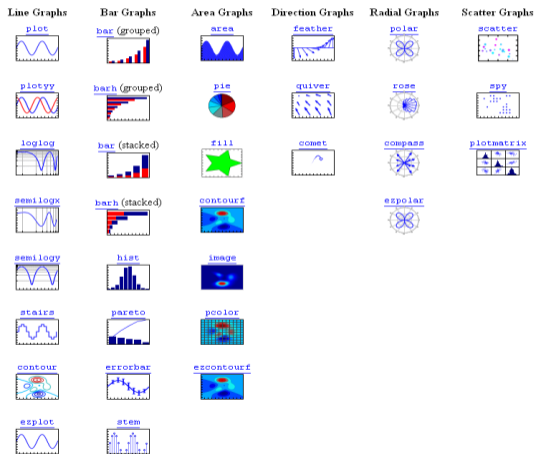 Line Graphs Bar Graphs Area Graphs Direction Graphs Radial Graphs Scatter Graphs
plot bar (grouped) area feather polar scatter
plotyy barh (grouped) pie quiver rose spy
loglog bar (stacked) fill comet compass plotmatrix
semilogx barh (stacked) contourf ezpolar
semilogy hist image
stairs pareto pcolor
contour errorbar ezcontourf
ezplot stem